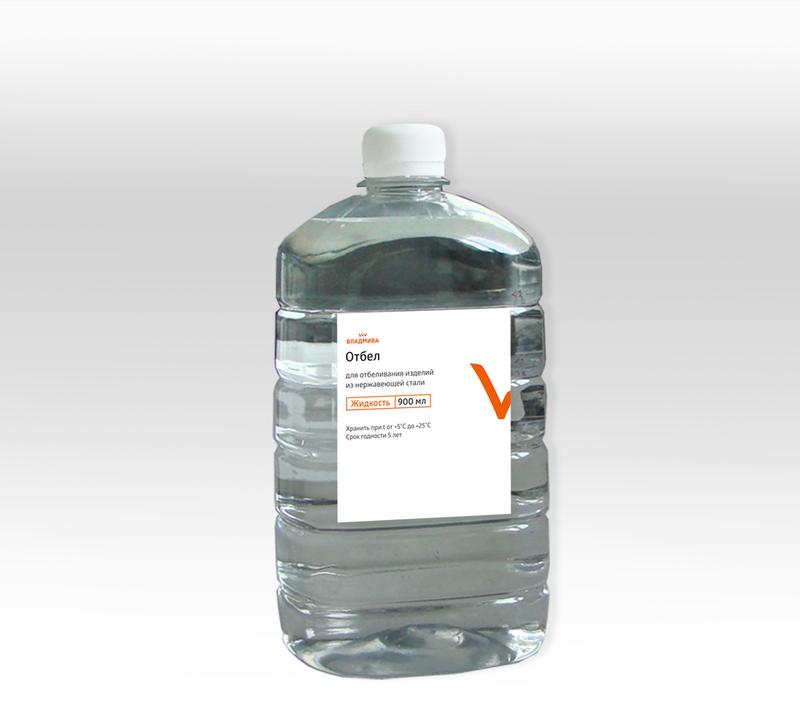 ВЛАДМИВА
Отбел
для отбеливания изделий
из нержавеющей стали
Жидкость 900 мл
Хранить при t от +5°С до +25°С
Срок годности 5 лет